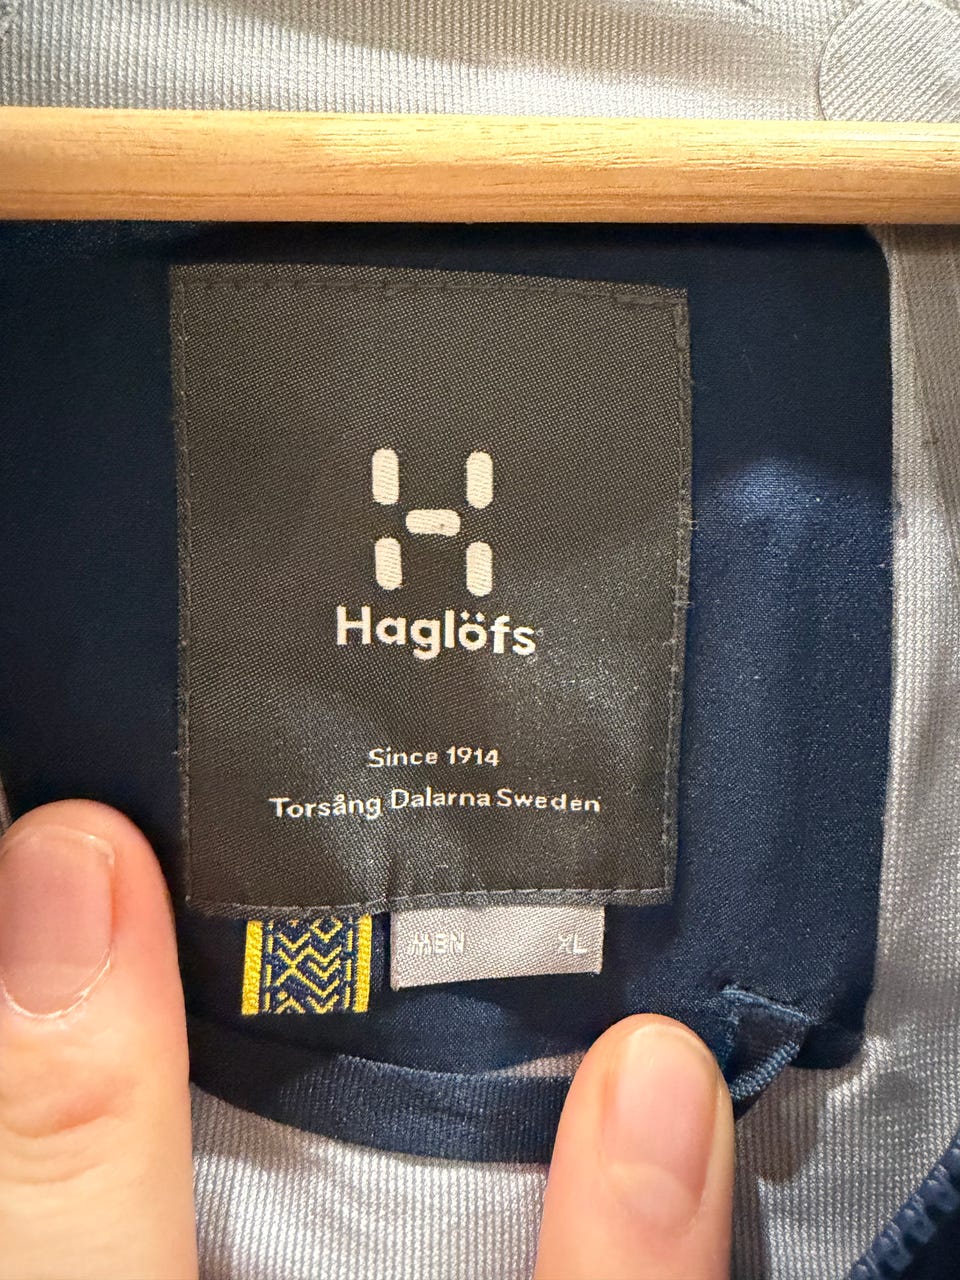 Haglöfs
Since 1914
Torsång Dalarna Sweden
MEN XL